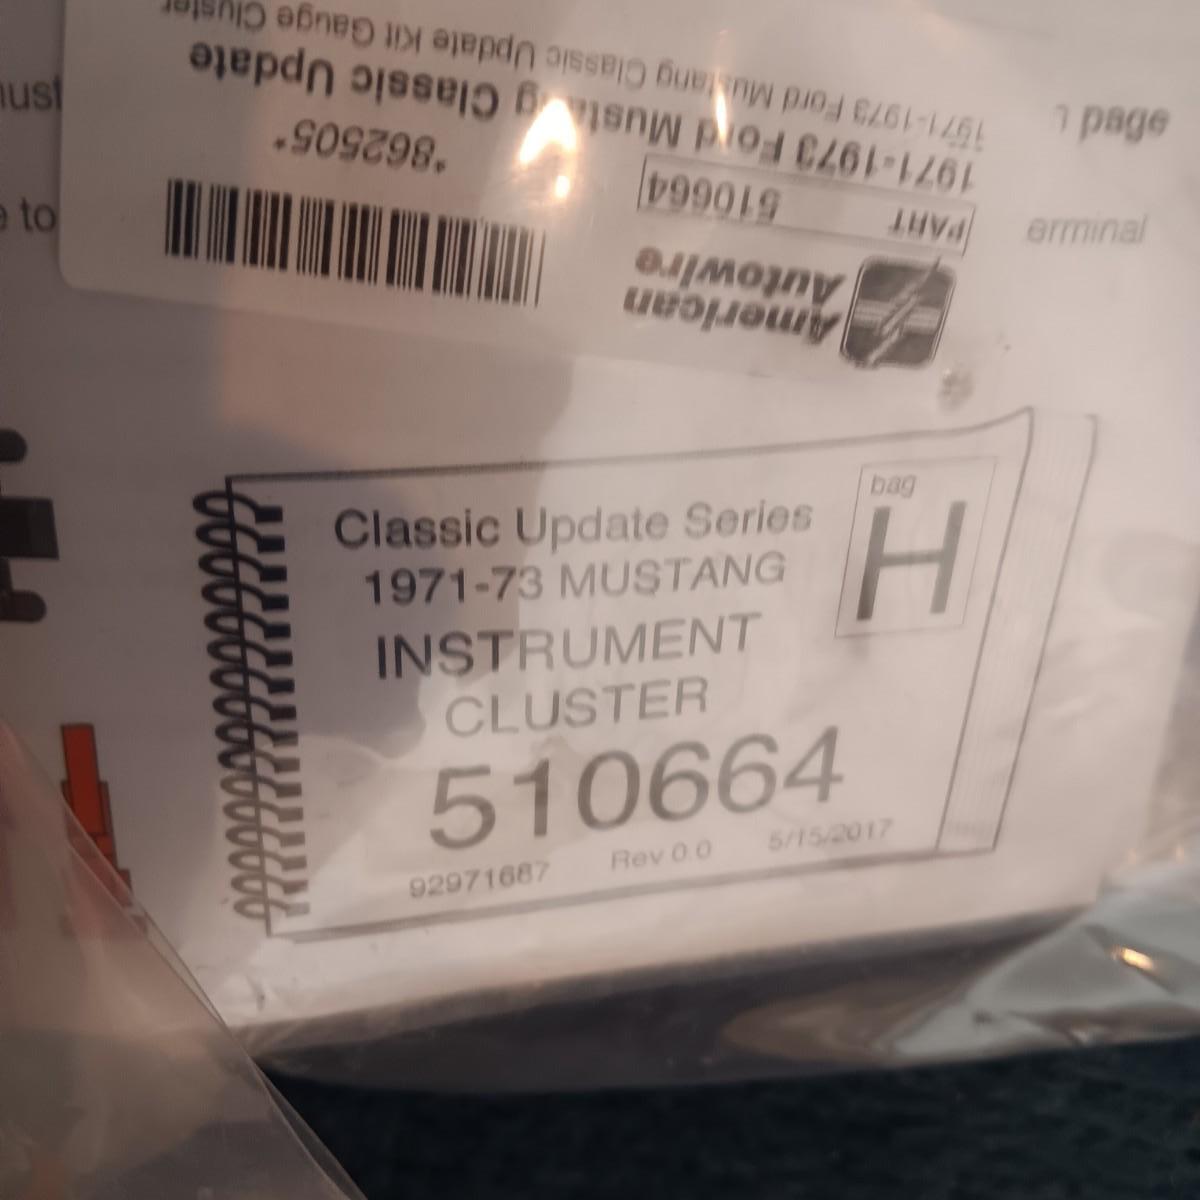 Classic Update Series
1971-73 MUSTANG
INSTRUMENT
CLUSTER
510664
92971687 Rev 0.0 5/15/2017
bag
H
American
Autowire
PART 510664
*862505*
1971-1973 Ford Mustang Classic Update
1971-1973 Ford Mustang Classic Update Kit Gauge Cluster
page
erminal
to